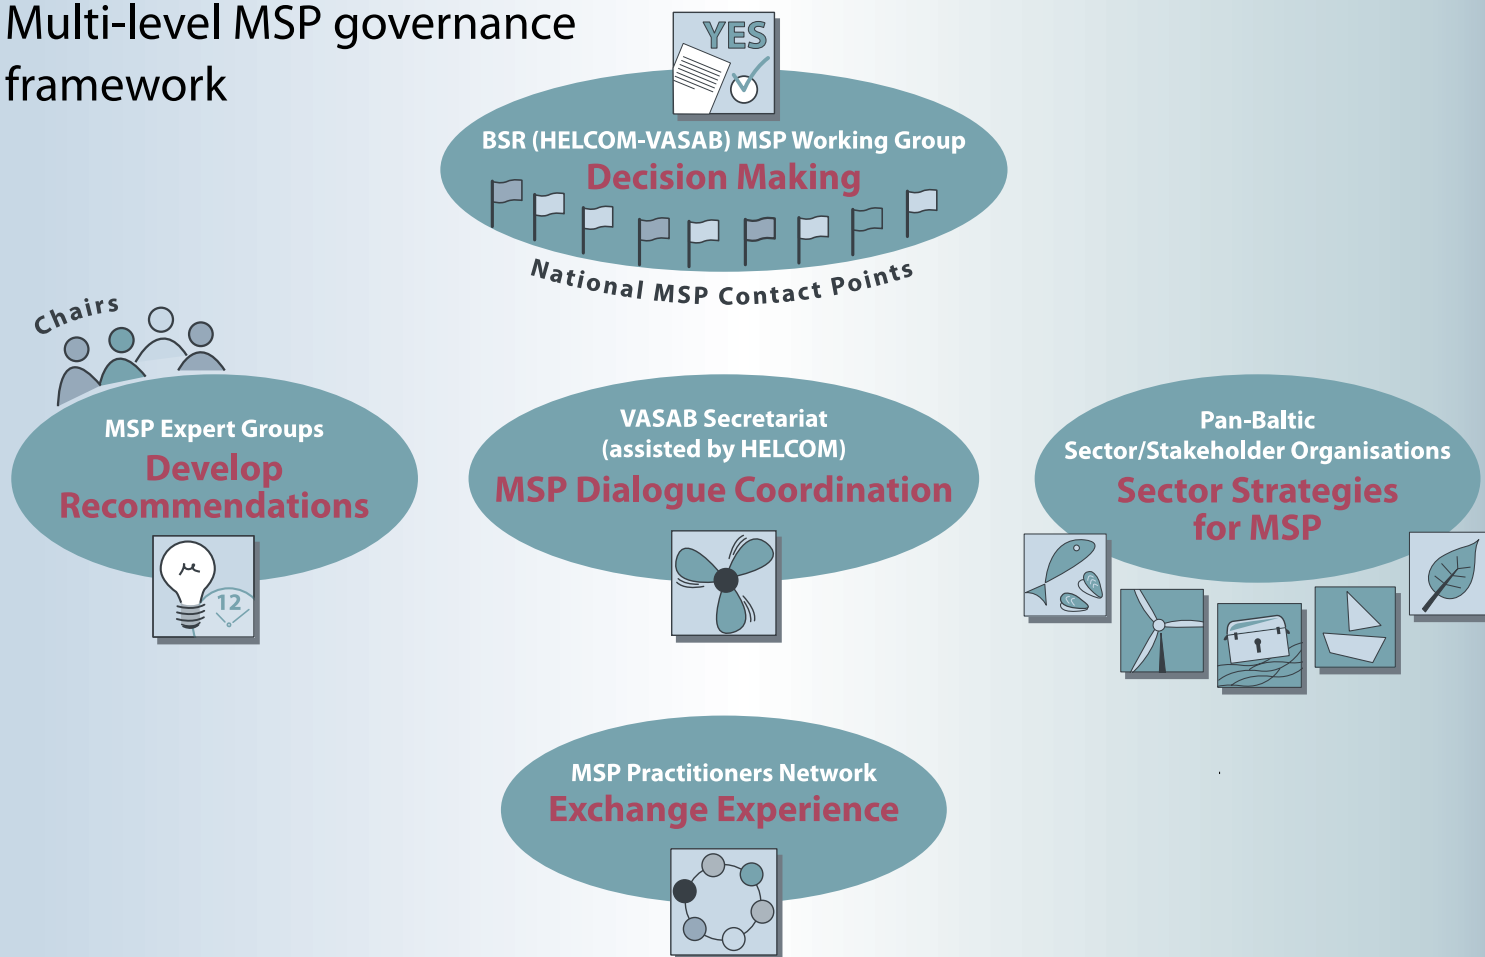 Multi-level MSP governance
framework
YES
BSR (HELCOM-VASAB) MSP Working Group
Decision Making
National MSP Contact Points
Chairs
MSP Expert Groups
Develop
Recommendations
μ
12
VASAB Secretariat
(assisted by HELCOM)
MSP Dialogue Coordination
Pan-Baltic
Sector/Stakeholder Organisations
Sector Strategies
for MSP
MSP Practitioners Network
Exchange Experience